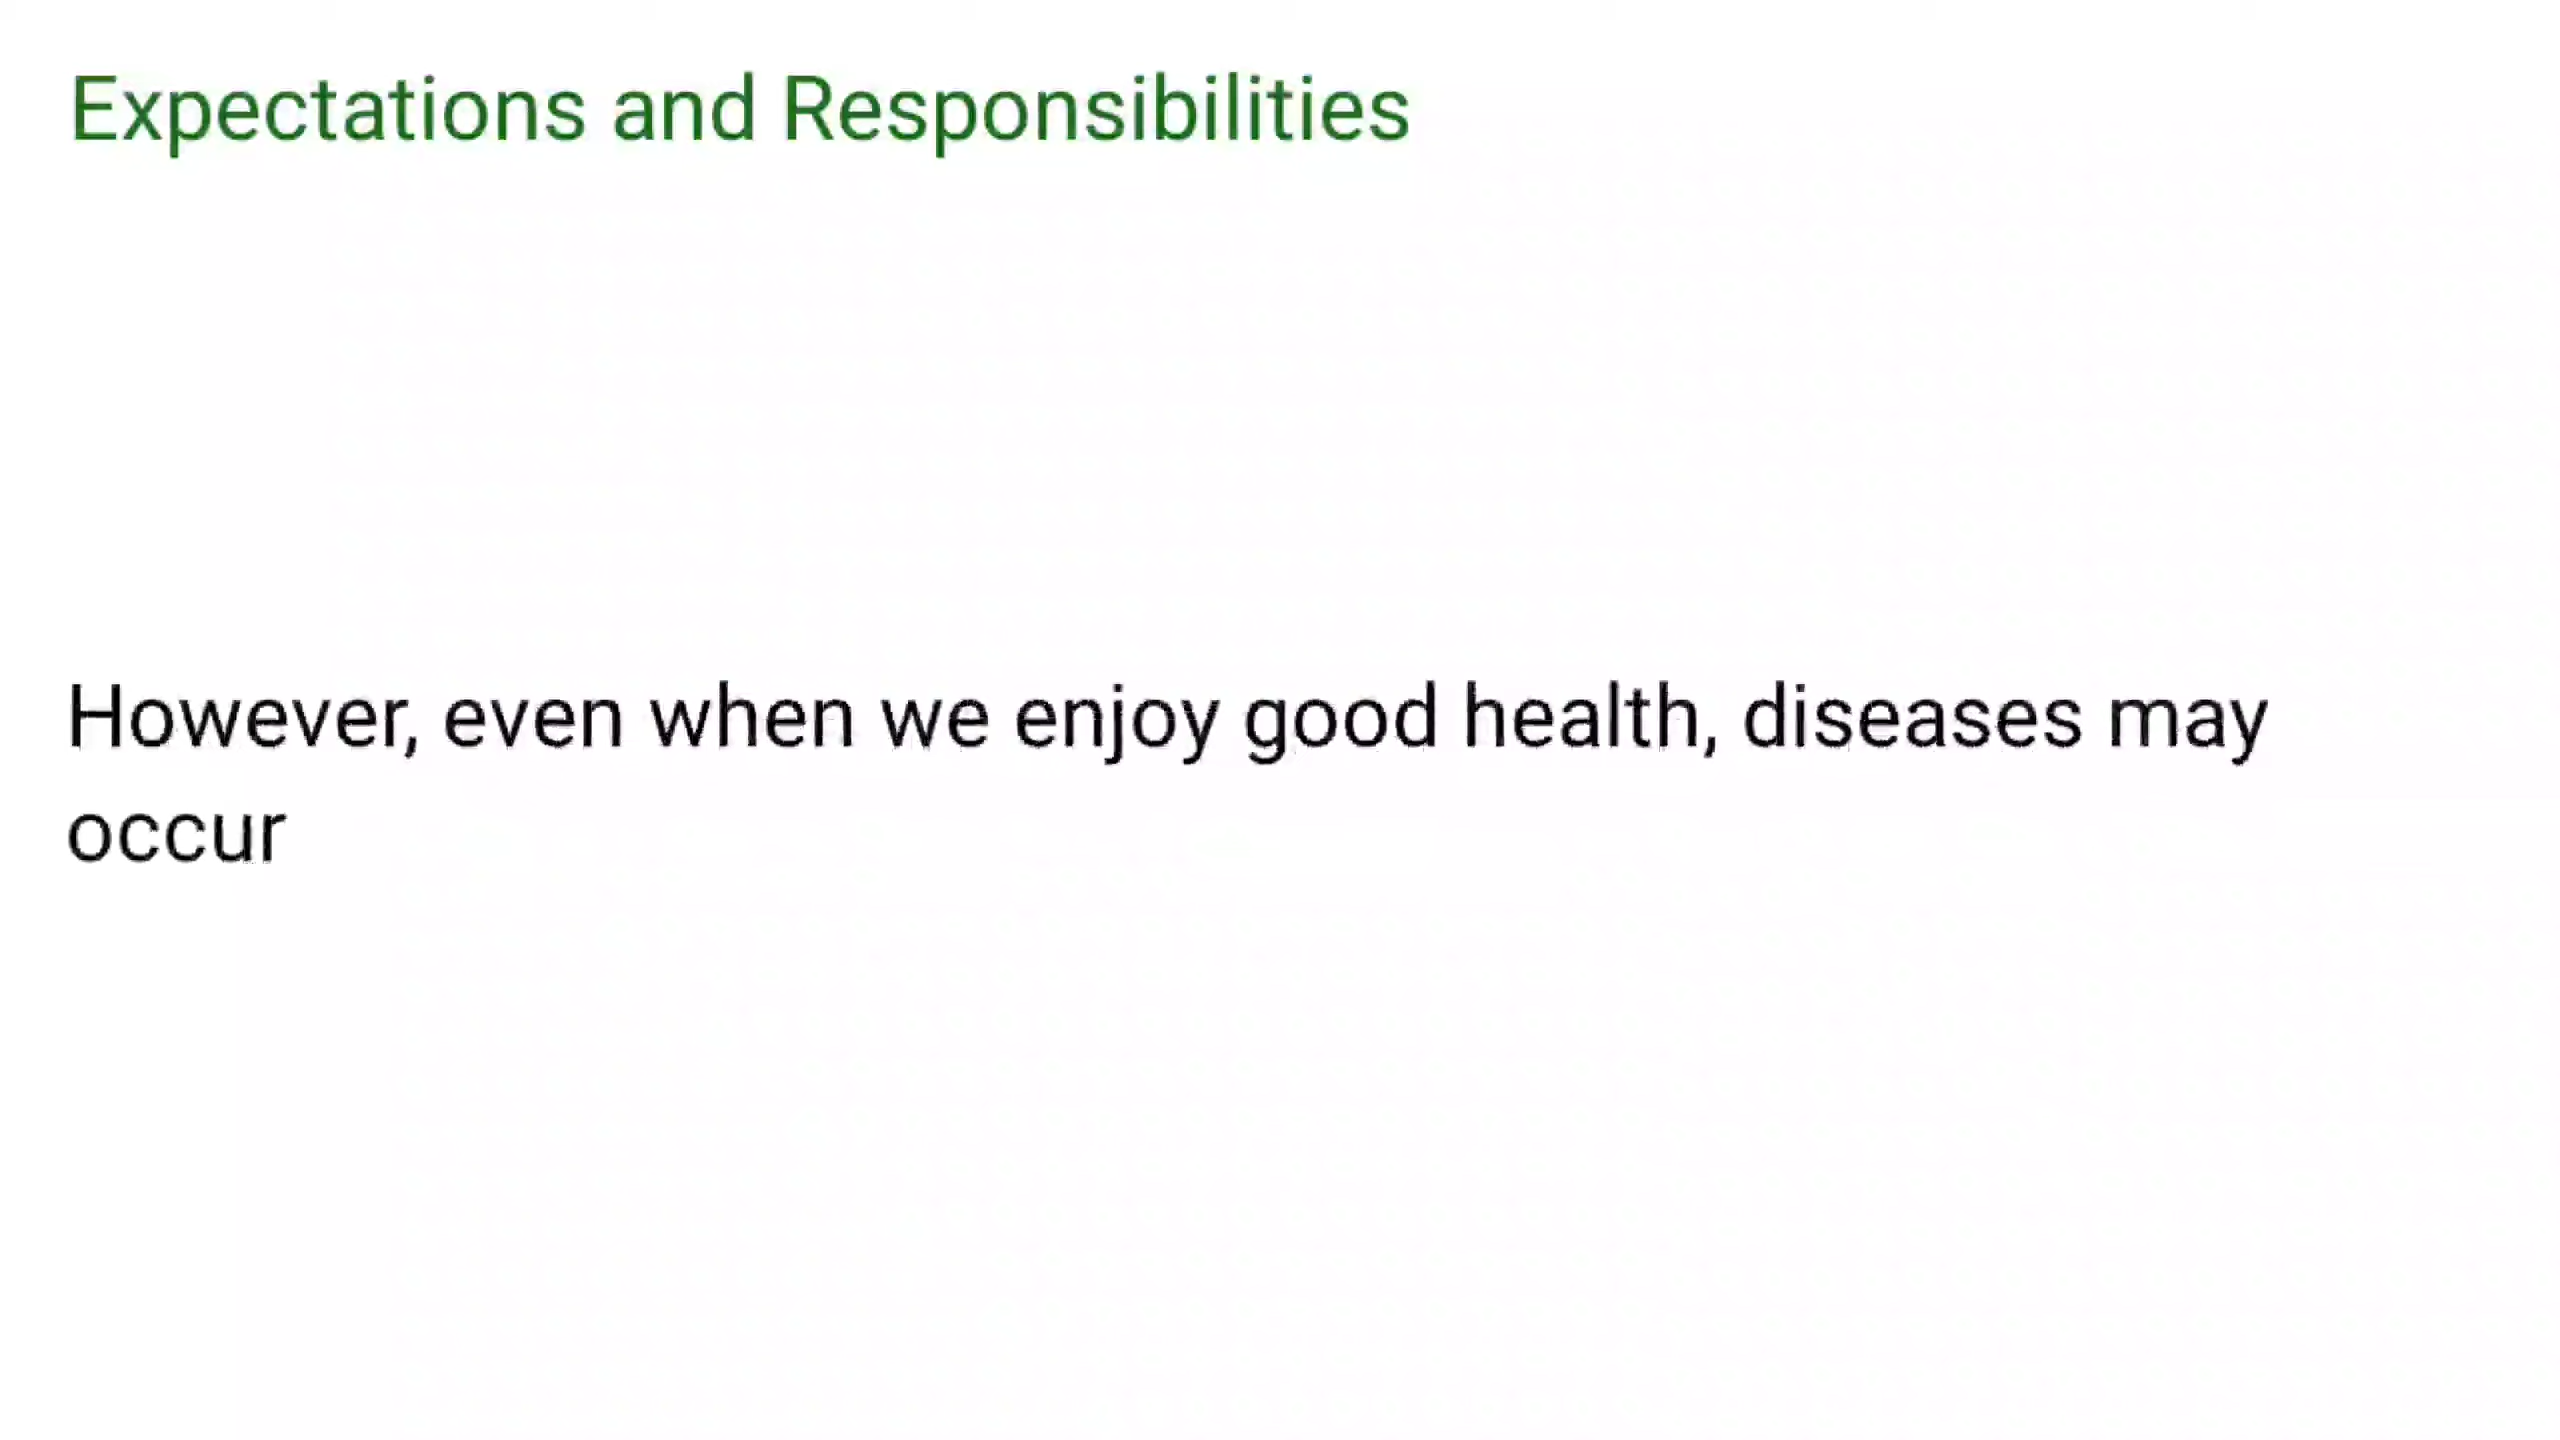 Expectations and Responsibilities
However, even when we enjoy good health, diseases may
occur